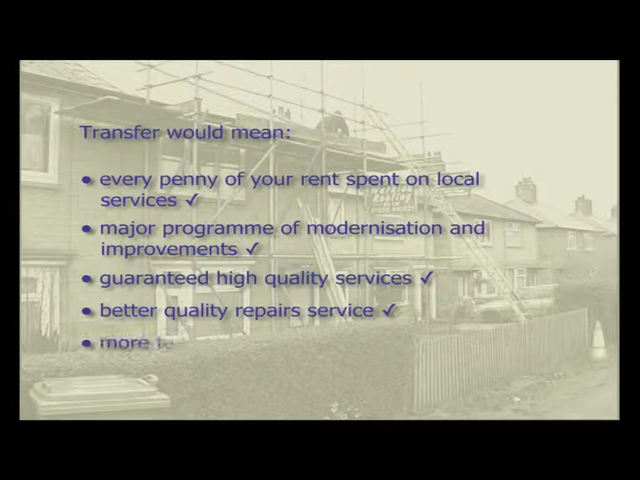 Transfer would mean:
• every penny of your rent spent on local
services ✓
• major programme of modernisation and
improvements ✓
• guaranteed high quality services ✓
• better quality repairs service ✓
• more